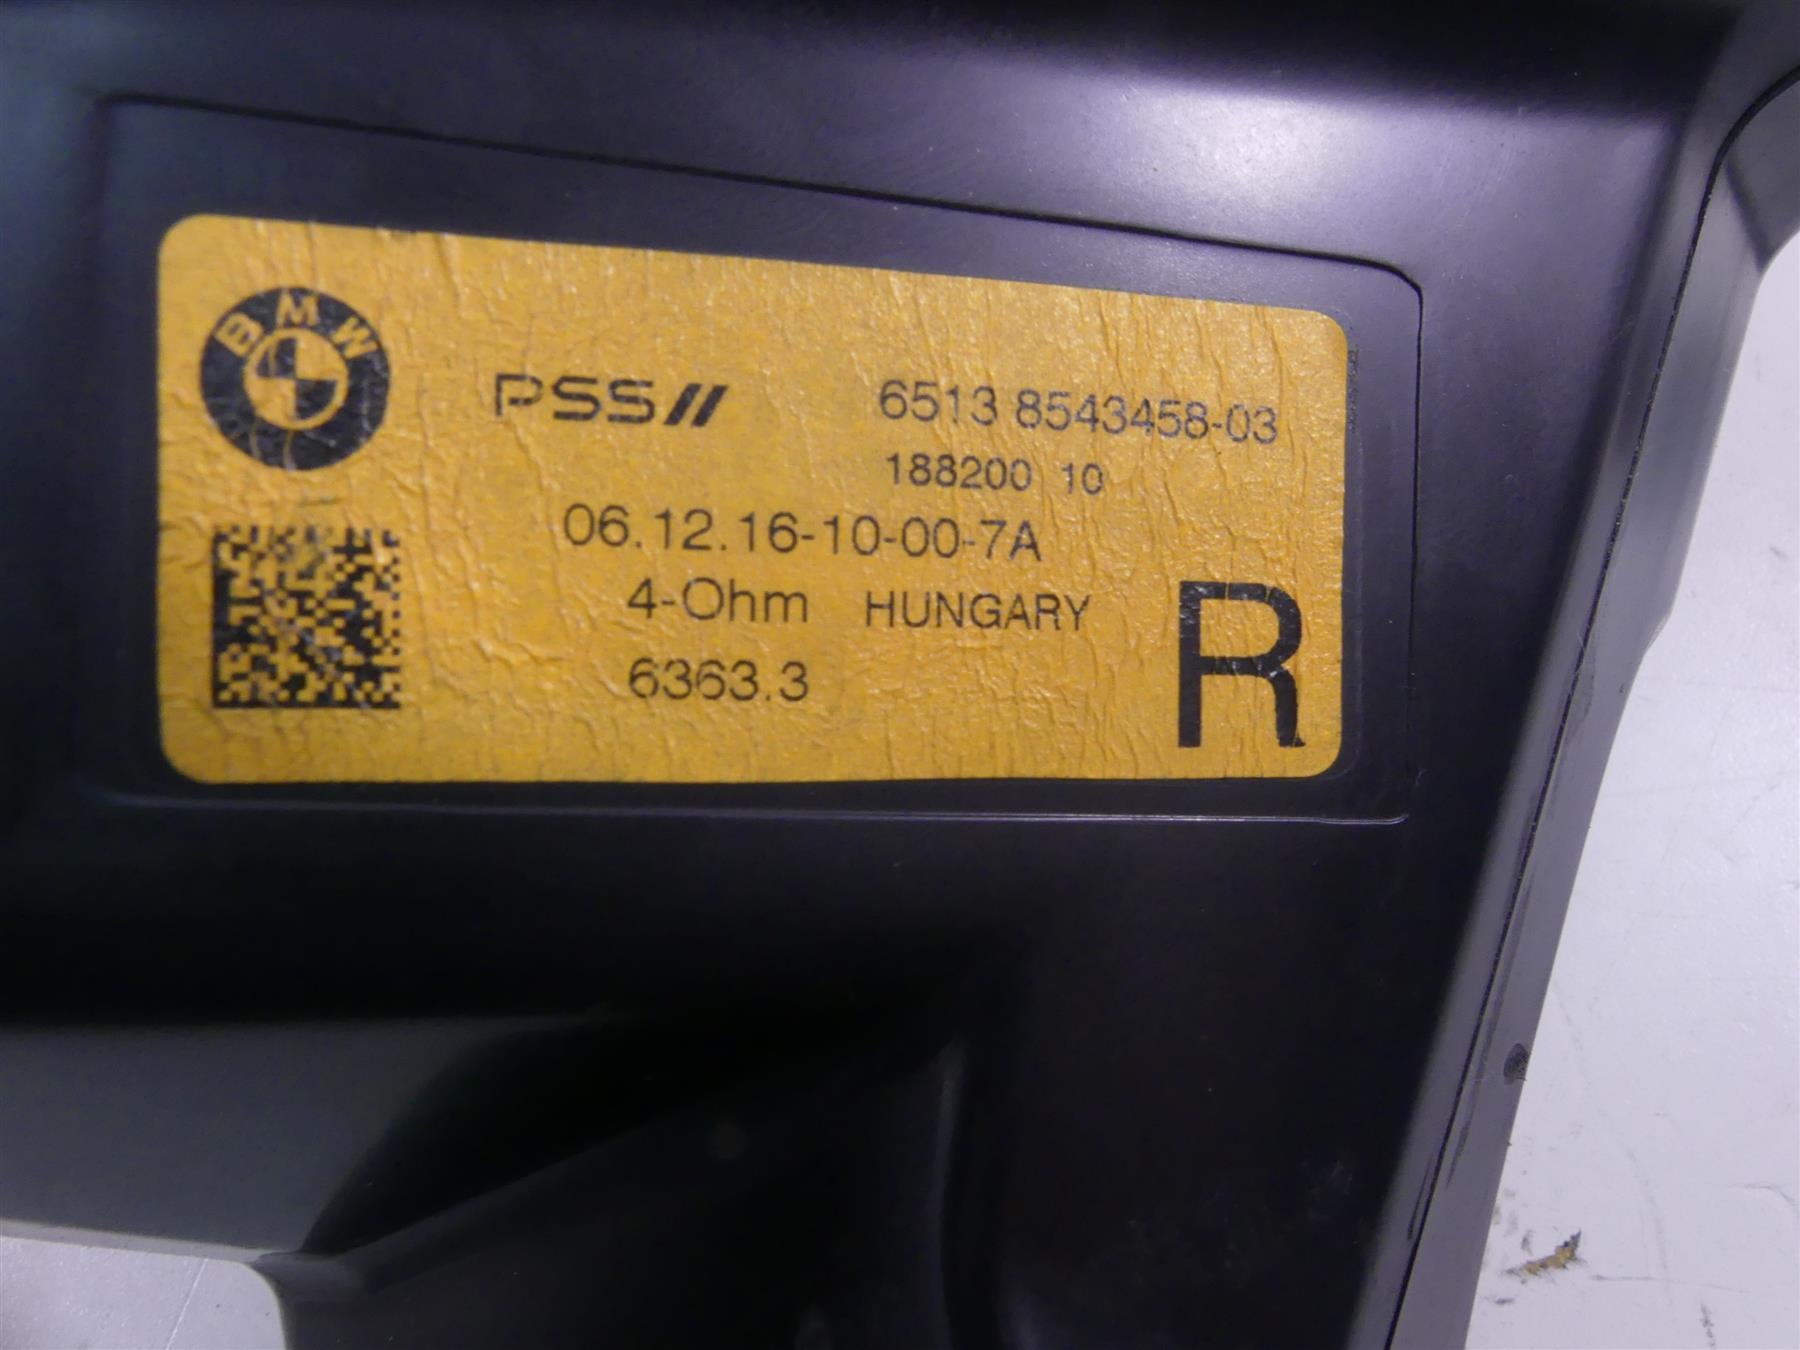 BMW
PSS// 6513 8543458-03
188200 10
06.12.16-10-00-7A
4-Ohm HUNGARY
6363.3
R